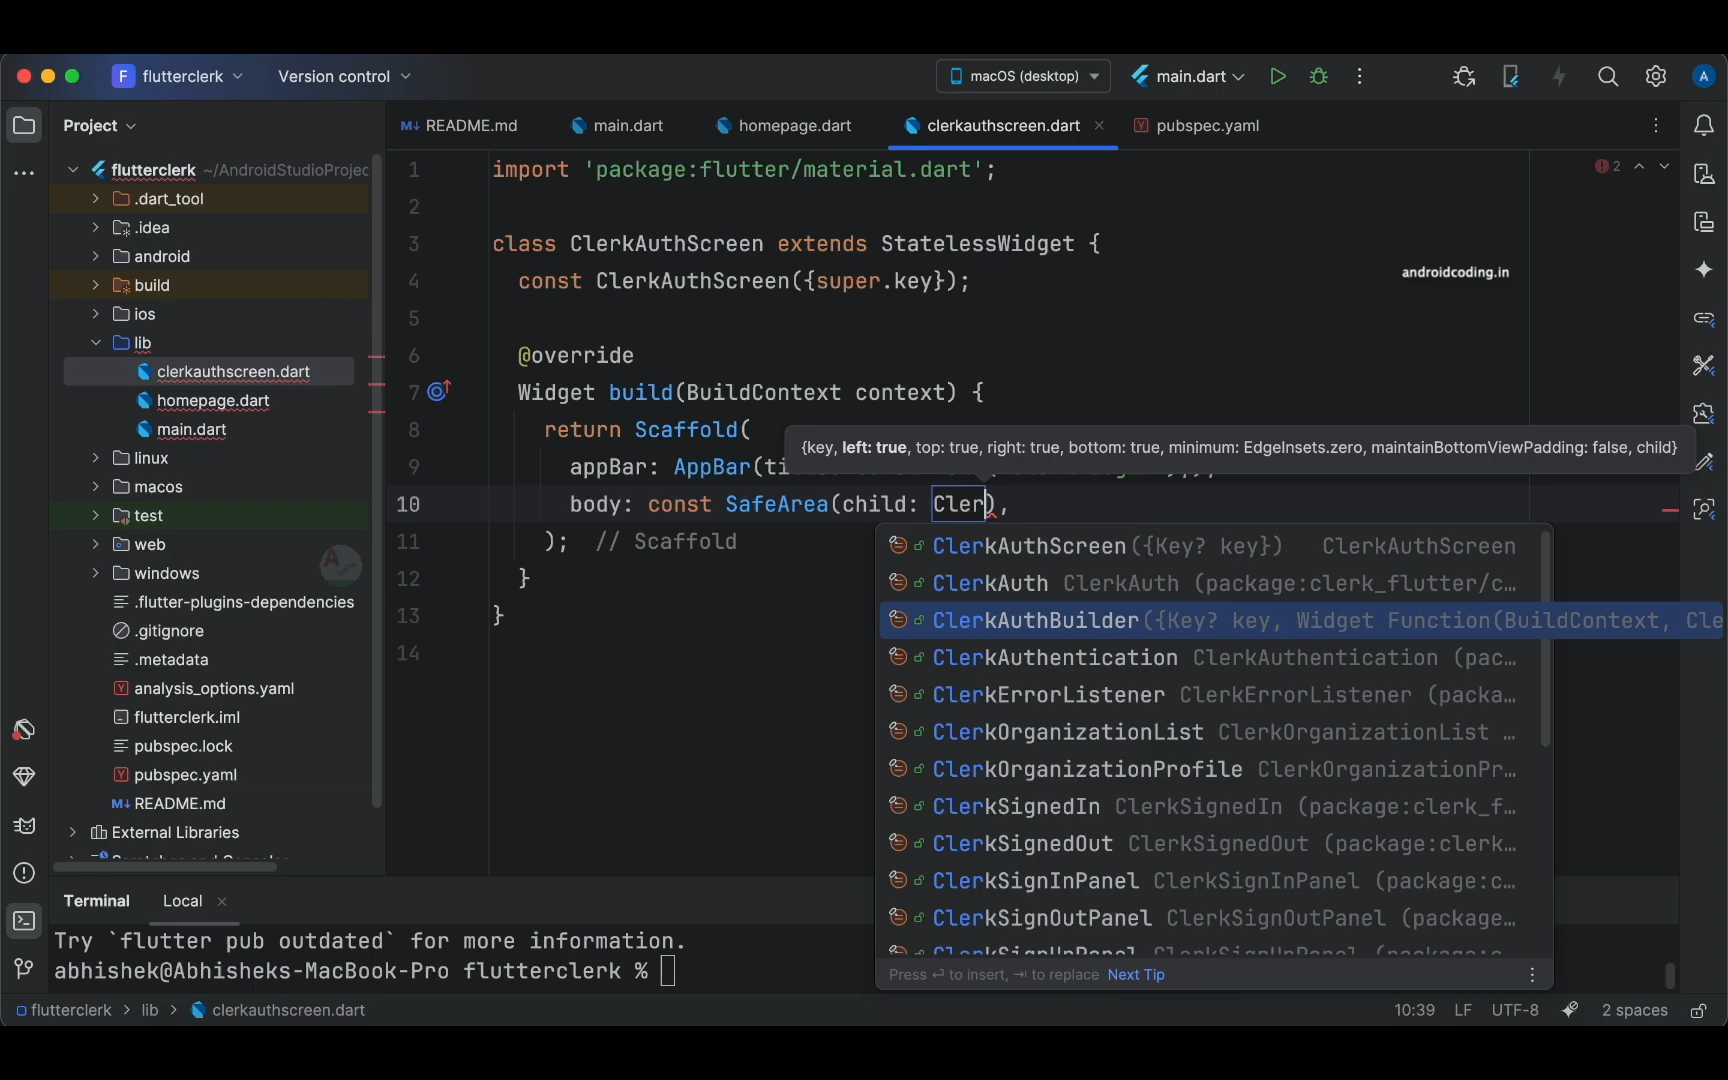 F flutterclerk
Version control
macOS (desktop)
main.dart
A
Project
M↓ README.md
main.dart
homepage.dart
clerkauthscreen.dart
Y pubspec.yaml
flutterclerk ~/AndroidStudioProjec
.dart_tool
.idea
android
build
ios
lib
clerkauthscreen.dart
homepage.dart
main.dart
linux
macos
test
web
windows
.flutter-plugins-dependencies
.gitignore
.metadata
Y analysis_options.yaml
flutterclerk.iml
pubspec.lock
Y pubspec.yaml
M↓ README.md
External Libraries
2
1 import 'package:flutter/material.dart';
2
3 class ClerkAuthScreen extends StatelessWidget {
4 const ClerkAuthScreen({super.key});
androidcoding.in
5
6 @override
7 Widget build(BuildContext context) {
8 return Scaffold(
{key, left: true, top: true, right: true, bottom: true, minimum: EdgeInsets.zero, maintainBottomViewPadding: false, child}
9 appBar: AppBar(ti
10 body: const SafeArea(child: Cler),
11 ); // Scaffold
12 }
13 }
14
ClerkAuthScreen({Key? key}) ClerkAuthScreen
ClerkAuth ClerkAuth (package:clerk_flutter/c…
ClerkAuthBuilder({Key? key, Widget Function(BuildContext, Cle
ClerkAuthentication ClerkAuthentication (pac…
ClerkErrorListener ClerkErrorListener (packa…
ClerkOrganizationList ClerkOrganizationList …
ClerkOrganizationProfile ClerkOrganizationPr…
ClerkSignedIn ClerkSignedIn (package:clerk_f…
ClerkSignedOut ClerkSignedOut (package:clerk…
ClerkSignInPanel ClerkSignInPanel (package:c…
ClerkSignOutPanel ClerkSignOutPanel (package…
Press ⏎ to insert, ⇥ to replace Next Tip
Terminal
Local
Try `flutter pub outdated` for more information.
abhishek@Abhisheks-MacBook-Pro flutterclerk %
flutterclerk > lib > clerkauthscreen.dart
10:39 LF UTF-8 2 spaces